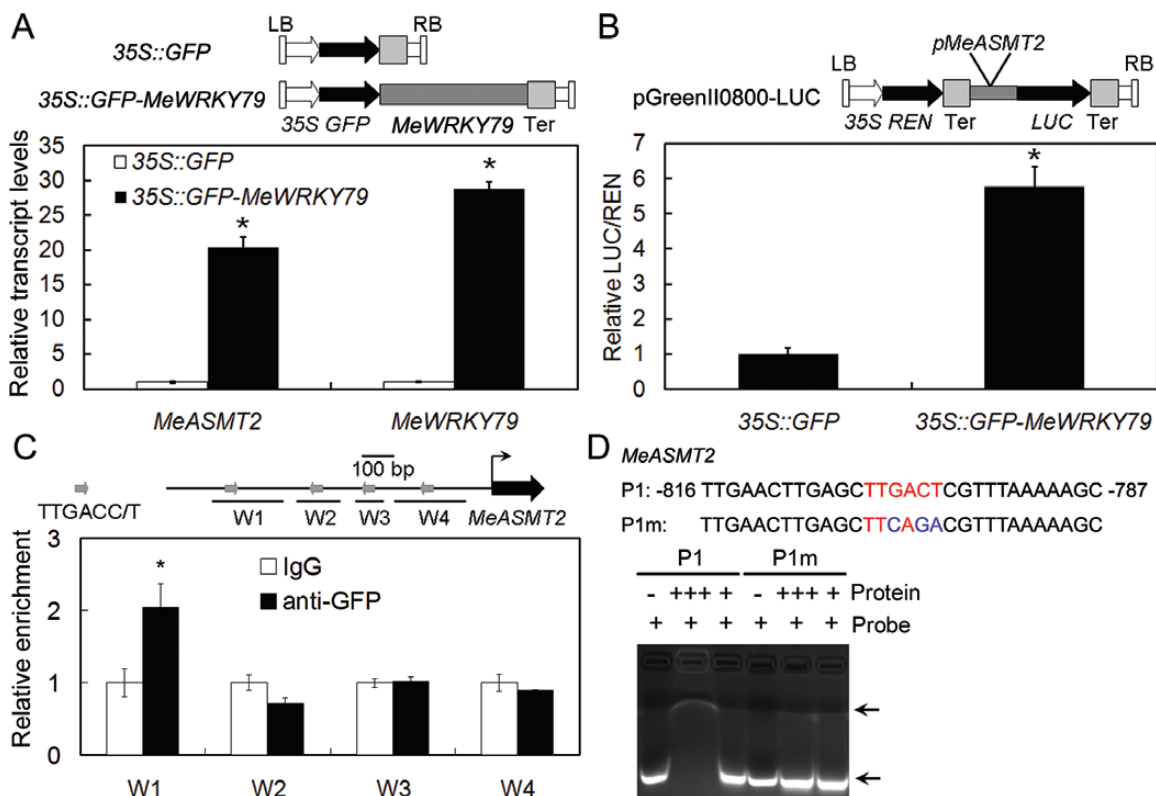 A
LB RB
35S::GFP
35S::GFP-MeWRKY79
35S GFP MeWRKY79 Ter
Relative transcript levels
35
30
25
20
15
10
5
0
35S::GFP
35S::GFP-MeWRKY79
*
*
MeASMT2 MeWRKY79
B
pMeASMT2
LB RB
pGreenII0800-LUC
35S REN Ter LUC Ter
Relative LUC/REN
7
6
5
4
3
2
1
0
*
35S::GFP 35S::GFP-MeWRKY79
C
100 bp
TTGACC/T
W1 W2 W3 W4 MeASMT2
Relative enrichment
3
2
1
0
*
IgG
anti-GFP
W1 W2 W3 W4
D
MeASMT2
P1: -816 TTGAACTTGAGCTTGACTCGTTTAAAAAGC -787
P1m: TTGAACTTGAGCTTCAGACGTTTAAAAAGC
P1 P1m
- +++ + - +++ + Protein
+ + + + + + Probe